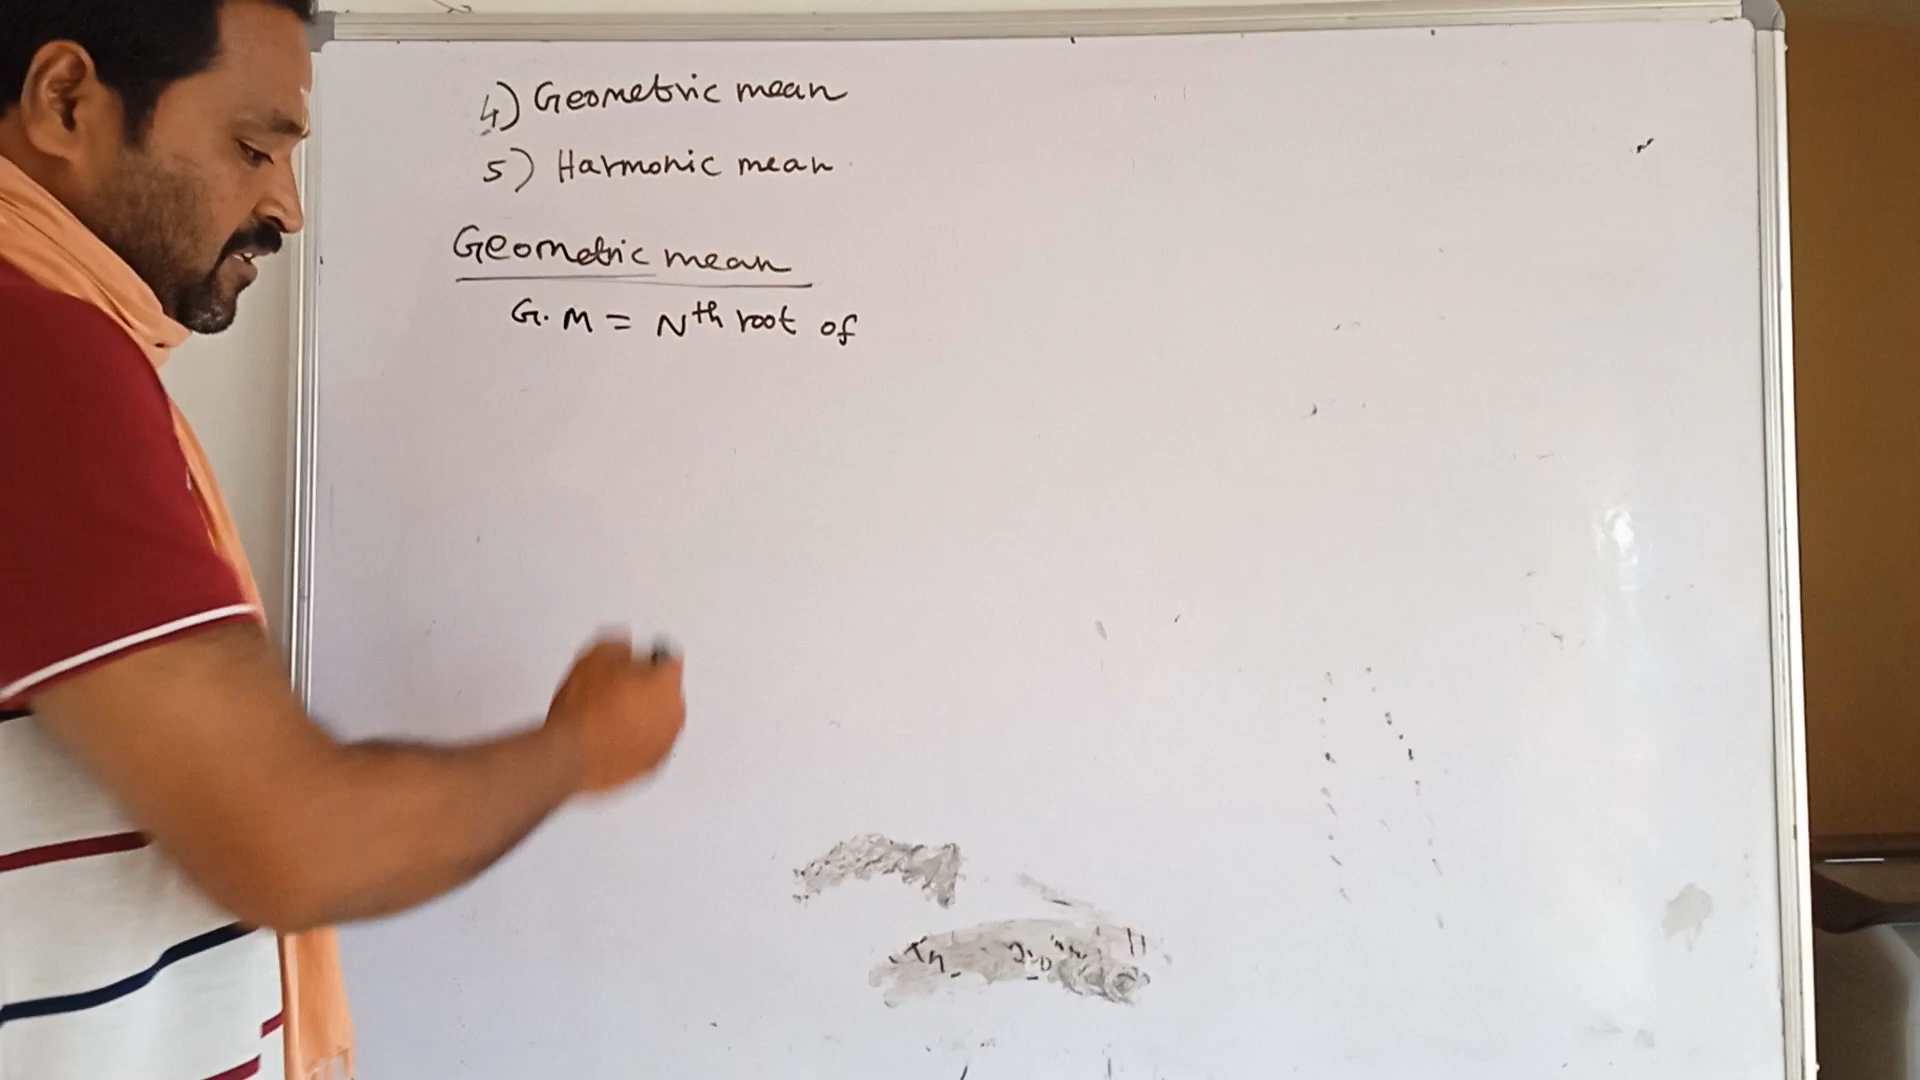 4) Geometric mean
5) Harmonic mean
Geometric mean
G.M = Nth root of